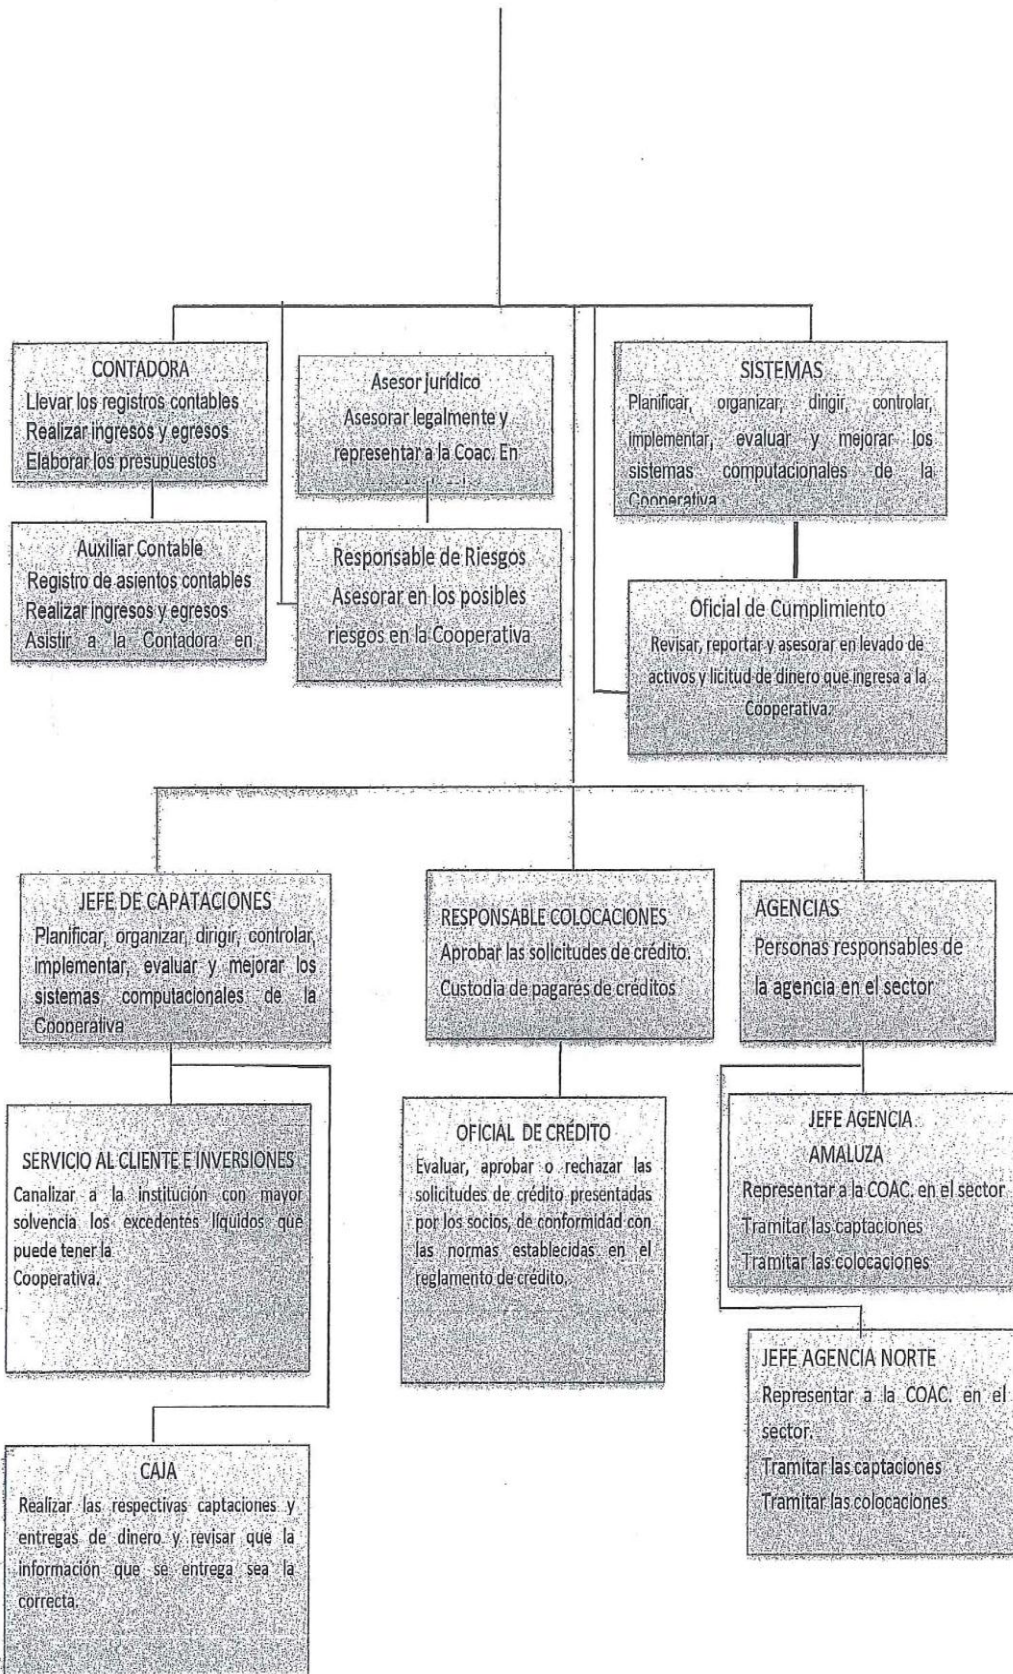 CONTADORA
Llevar los registros contables
Realizar ingresos y egresos
Elaborar los presupuestos
Asesor jurídico
Asesorar legalmente y
representar a la Coac. En
SISTEMAS
Planificar, organizar, dirigir, controlar,
implementar, evaluar y mejorar los
sistemas computacionales de la
Cooperativa
Auxiliar Contable
Registro de asientos contables
Realizar ingresos y egresos
Asistir a la Contadora en
Responsable de Riesgos
Asesorar en los posibles
riesgos en la Cooperativa
Oficial de Cumplimiento
Revisar, reportar y asesorar en levado de
activos y licitud de dinero que ingresa a la
Cooperativa.
JEFE DE CAPATACIONES
Planificar, organizar, dirigir, controlar,
implementar, evaluar y mejorar los
sistemas computacionales de la
Cooperativa
RESPONSABLE COLOCACIONES
Aprobar las solicitudes de crédito.
Custodia de pagarés de créditos
AGENCIAS
Personas responsables de
la agencia en el sector
SERVICIO AL CLIENTE E INVERSIONES
Canalizar a la institución con mayor
solvencia los excedentes líquidos que
puede tener la
Cooperativa.
OFICIAL DE CRÉDITO
Evaluar, aprobar o rechazar las
solicitudes de crédito presentadas
por los socios, de conformidad con
las normas establecidas en el
reglamento de crédito.
JEFE AGENCIA
AMALUZA
Representar a la COAC. en el sector
Tramitar las captaciones
Tramitar las colocaciones
JEFE AGENCIA NORTE
Representar a la COAC. en el
sector.
Tramitar las captaciones
Tramitar las colocaciones
CAJA
Realizar las respectivas captaciones y
entregas de dinero y revisar que la
información que se entrega sea la
correcta.